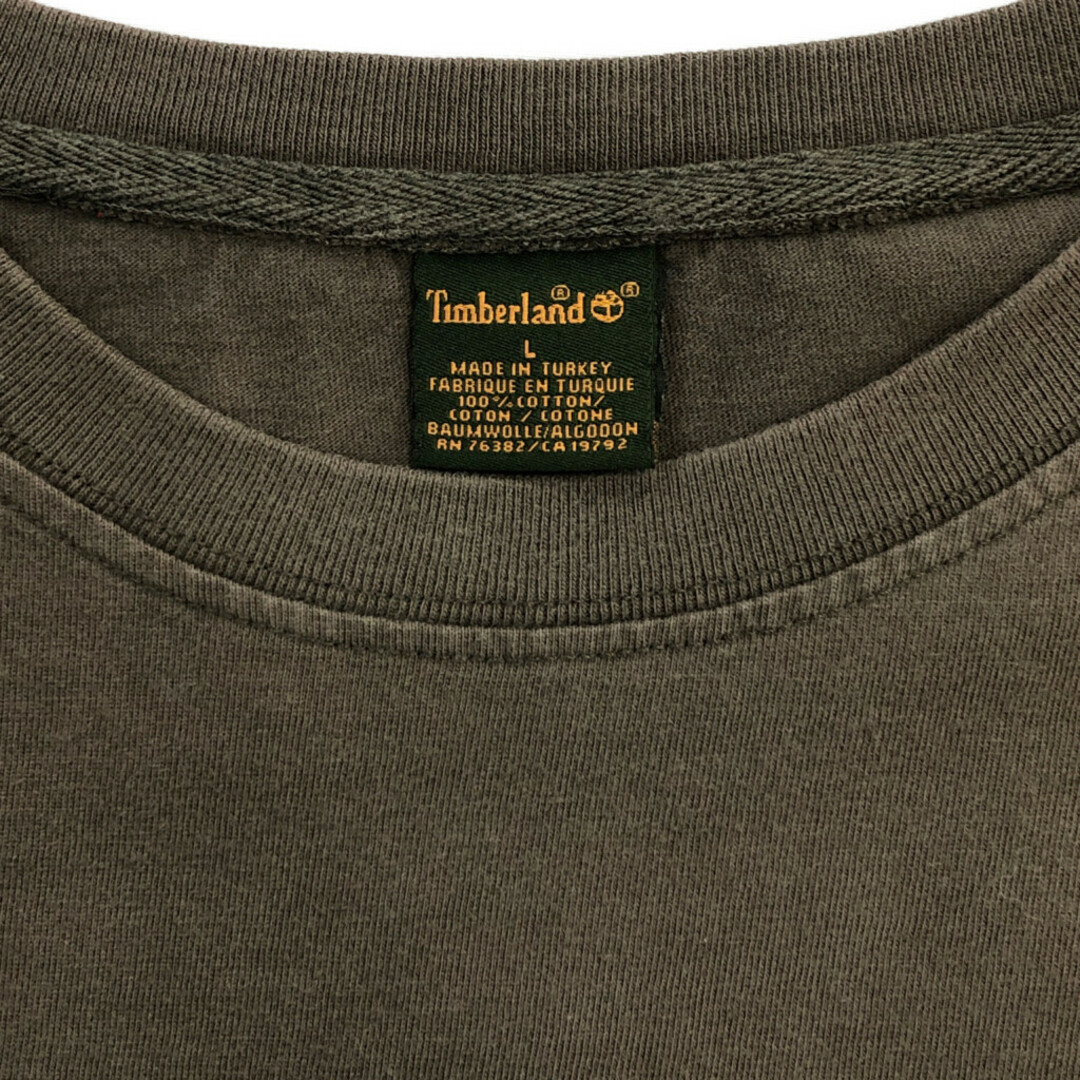 Timberland® ®
L
MADE IN TURKEY
FABRIQUE EN TURQUIE
100% COTTON/
COTON / COTONE
BAUMWOLLE/ALGODON
RN 76382/CA 19792